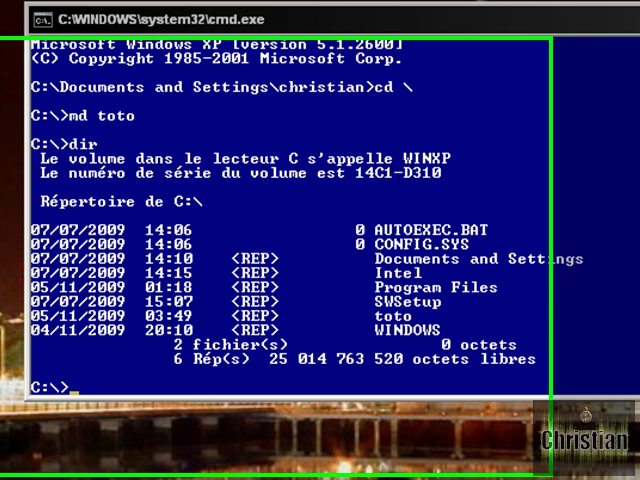 C:\WINDOWS\system32\cmd.exe
Microsoft Windows XP [version 5.1.2600]
(C) Copyright 1985-2001 Microsoft Corp.
C:\Documents and Settings\christian>cd \
C:\>md toto
C:\>dir
Le volume dans le lecteur C s'appelle WINXP
Le numéro de série du volume est 14C1-D310
Répertoire de C:\
07/07/2009 14:06 0 AUTOEXEC.BAT
07/07/2009 14:06 0 CONFIG.SYS
07/07/2009 14:10 <REP> Documents and Settings
07/07/2009 14:15 <REP> Intel
05/11/2009 01:18 <REP> Program Files
07/07/2009 15:07 <REP> SWSetup
05/11/2009 03:49 <REP> toto
04/11/2009 20:10 <REP> WINDOWS
2 fichier(s) 0 octets
6 Rép(s) 25 014 763 520 octets libres
C:\>_
Christian